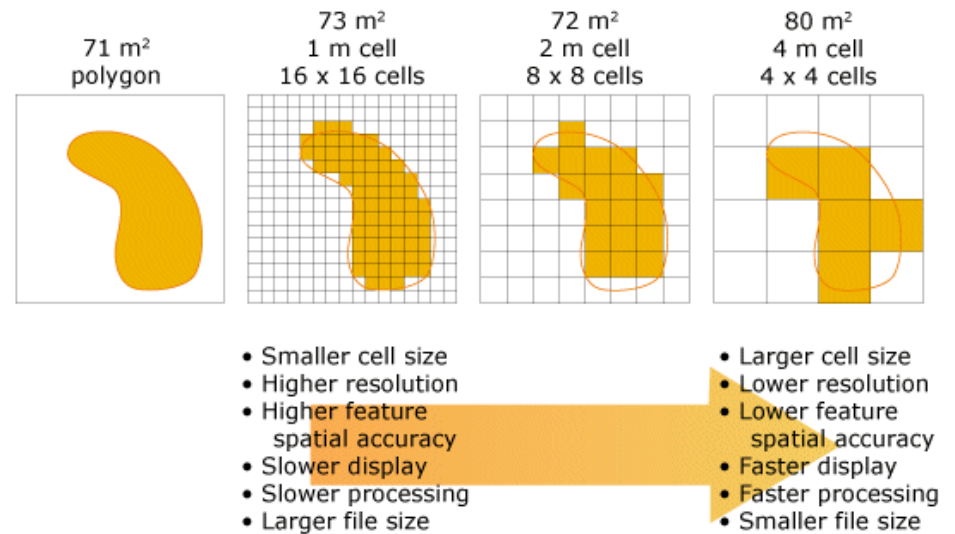 71 m²
polygon
73 m²
1 m cell
16 x 16 cells
72 m²
2 m cell
8 x 8 cells
80 m²
4 m cell
4 x 4 cells
• Smaller cell size
• Higher resolution
• Higher feature
spatial accuracy
• Slower display
• Slower processing
• Larger file size
• Larger cell size
• Lower resolution
• Lower feature
spatial accuracy
• Faster display
• Faster processing
• Smaller file size